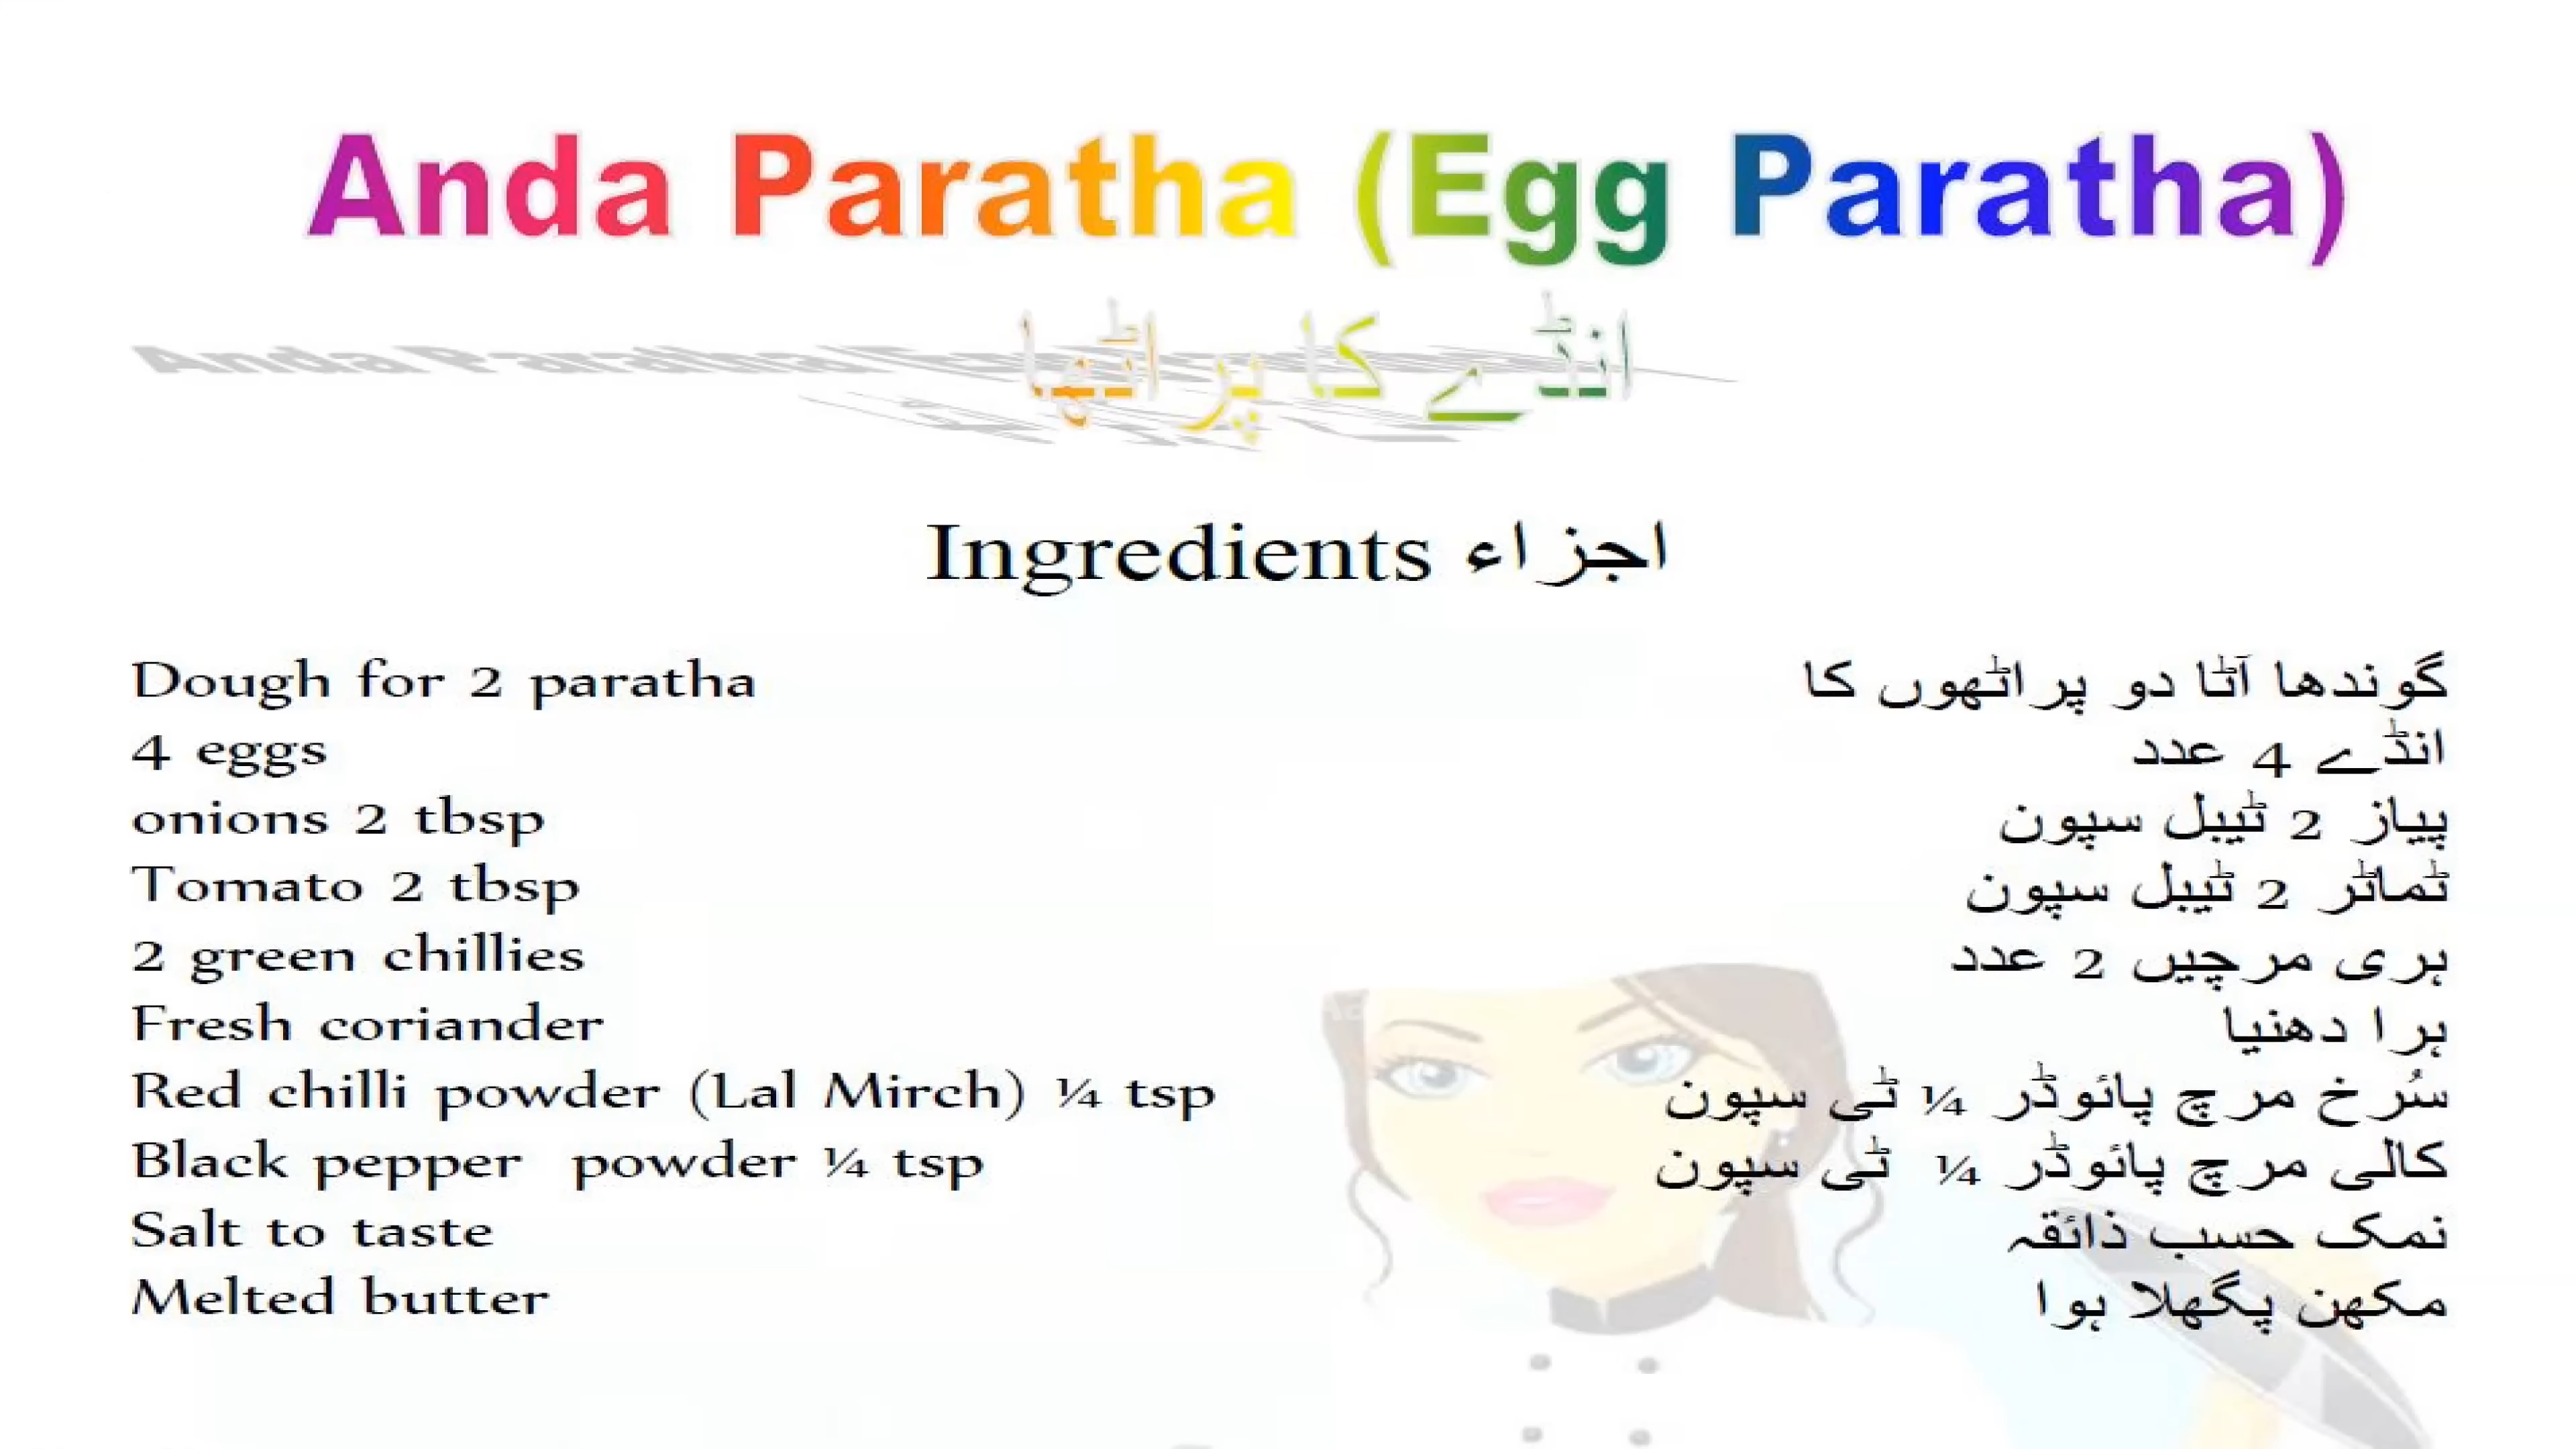 Anda Paratha (Egg Paratha)
انڈے کا پراٹھا
Ingredients اجزاء
Dough for 2 paratha
گوندھا آٹا دو پراٹھوں کا
4 eggs
انڈے 4 عدد
onions 2 tbsp
پیاز 2 ٹیبل سپون
Tomato 2 tbsp
ٹماٹر 2 ٹیبل سپون
2 green chillies
ہری مرچیں 2 عدد
Fresh coriander
ہرا دھنیا
Red chilli powder (Lal Mirch) ¼ tsp
سُرخ مرچ پائوڈر ¼ ٹی سپون
Black pepper powder ¼ tsp
کالی مرچ پائوڈر ¼ ٹی سپون
Salt to taste
نمک حسب ذائقہ
Melted butter
مکھن پگھلا ہوا